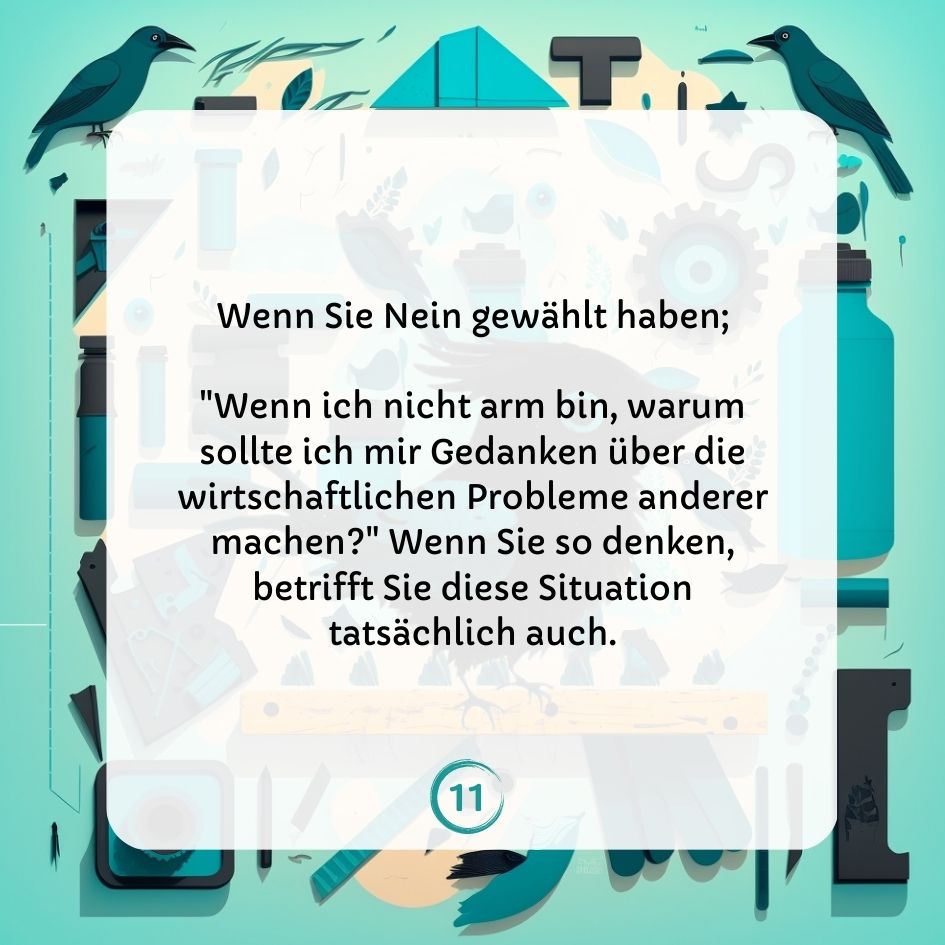 Wenn Sie Nein gewählt haben;
"Wenn ich nicht arm bin, warum
sollte ich mir Gedanken über die
wirtschaftlichen Probleme anderer
machen?" Wenn Sie so denken,
betrifft Sie diese Situation
tatsächlich auch.
11